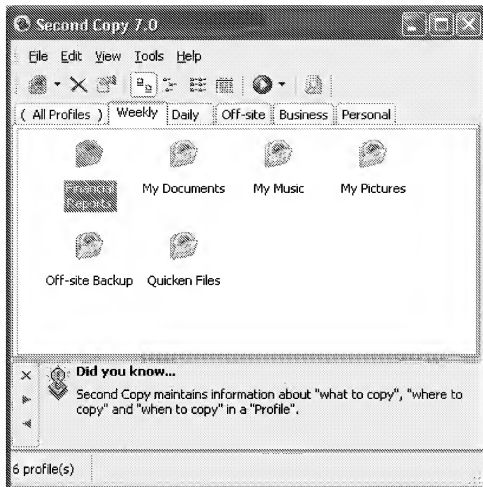 Second Copy 7.0
File Edit View Tools Help
( All Profiles ) Weekly Daily Off-site Business Personal
Financial Reports
My Documents
My Music
My Pictures
Off-site Backup
Quicken Files
Did you know...
Second Copy maintains information about "what to copy", "where to
copy" and "when to copy" in a "Profile".
6 profile(s)